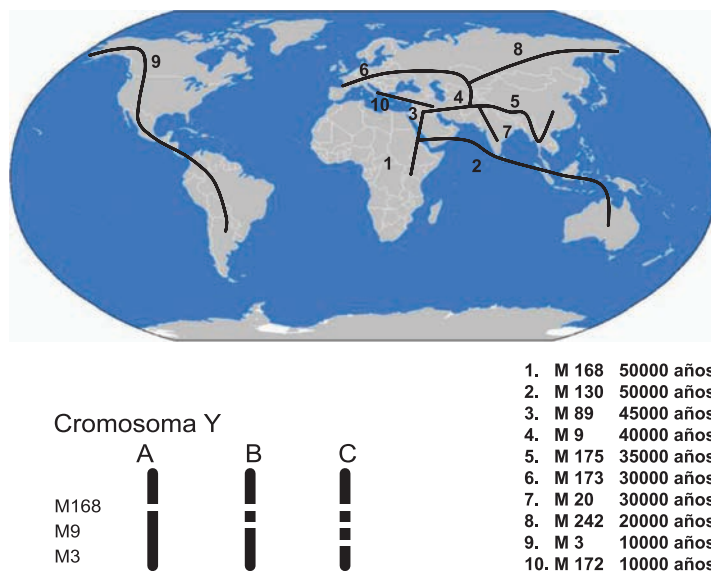 9
8
6
10
4
5
3
7
1
2
1. M 168 50000 años
2. M 130 50000 años
3. M 89 45000 años
4. M 9 40000 años
5. M 175 35000 años
6. M 173 30000 años
7. M 20 30000 años
8. M 242 20000 años
9. M 3 10000 años
10. M 172 10000 años
Cromosoma Y
A B C
M168
M9
M3